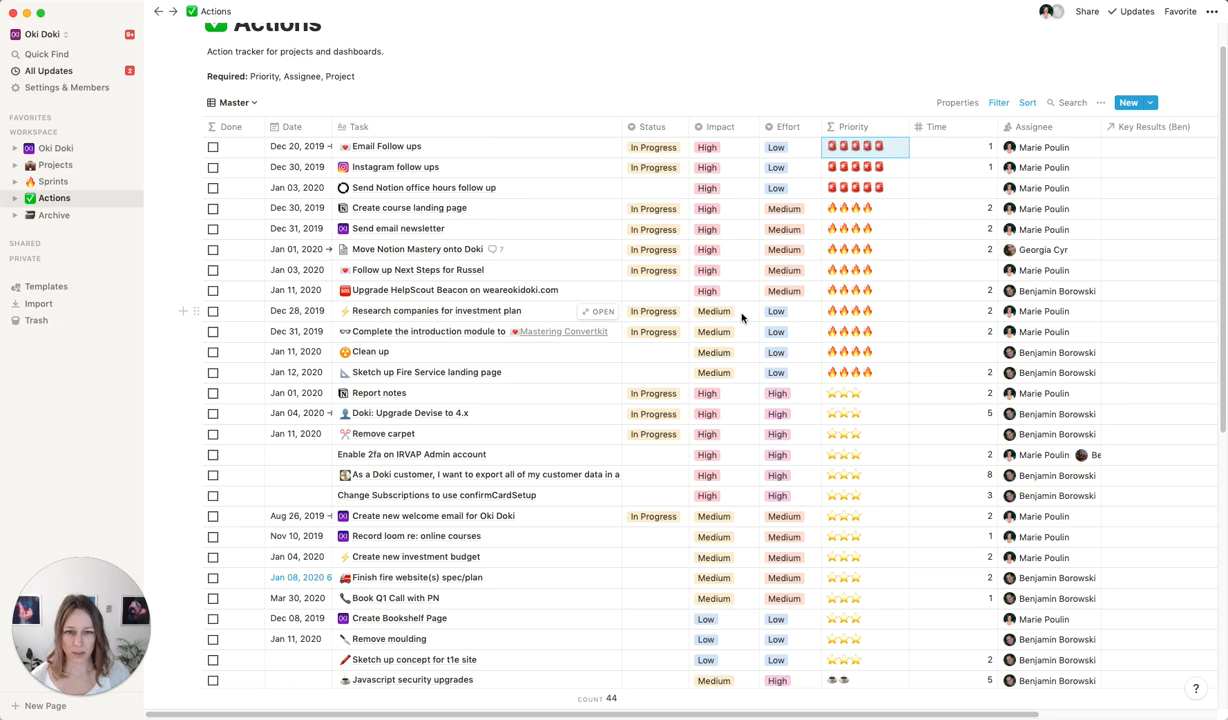 Actions
Share Updates Favorite
Oki Doki 9+
Quick Find
All Updates 2
Settings & Members
FAVORITES
WORKSPACE
Oki Doki
Projects
Sprints
Actions
Archive
SHARED
PRIVATE
Templates
Import
Trash
New Page
Actions
Action tracker for projects and dashboards.
Required: Priority, Assignee, Project
Master Properties Filter Sort Search New
Done Date Task Status Impact Effort Priority Time Assignee Key Results (Ben)
Dec 20, 2019 Email Follow ups In Progress High Low 1 Marie Poulin
Dec 30, 2019 Instagram follow ups In Progress High Low 1 Marie Poulin
Jan 03, 2020 Send Notion office hours follow up High Low Marie Poulin
Dec 30, 2019 Create course landing page In Progress High Medium 2 Marie Poulin
Dec 31, 2019 Send email newsletter In Progress High Medium 2 Marie Poulin
Jan 01, 2020 → Move Notion Mastery onto Doki 7 In Progress High Medium 2 Georgia Cyr
Jan 03, 2020 Follow up Next Steps for Russel In Progress High Medium Marie Poulin
Jan 11, 2020 Upgrade HelpScout Beacon on weareokidoki.com High Medium 2 Benjamin Borowski
Dec 28, 2019 Research companies for investment plan OPEN In Progress Medium Low 2 Marie Poulin
Dec 31, 2019 Complete the introduction module to Mastering Convertkit In Progress Medium Low 2 Marie Poulin
Jan 11, 2020 Clean up Medium Low Benjamin Borowski
Jan 12, 2020 Sketch up Fire Service landing page Medium Low 2 Benjamin Borowski
Jan 01, 2020 Report notes In Progress High High 2 Marie Poulin
Jan 04, 2020 Doki: Upgrade Devise to 4.x In Progress High High 5 Benjamin Borowski
Jan 11, 2020 Remove carpet In Progress High High Benjamin Borowski
Enable 2fa on IRVAP Admin account High High 2 Marie Poulin Be
As a Doki customer, I want to export all of my customer data in a High High 8 Benjamin Borowski
Change Subscriptions to use confirmCardSetup High High 3 Benjamin Borowski
Aug 26, 2019 Create new welcome email for Oki Doki In Progress Medium Medium 2 Marie Poulin
Nov 10, 2019 Record loom re: online courses Medium Medium 1 Marie Poulin
Jan 04, 2020 Create new investment budget Medium Medium 2 Marie Poulin
Jan 08, 2020 6 Finish fire website(s) spec/plan Medium Medium 2 Benjamin Borowski
Mar 30, 2020 Book Q1 Call with PN Medium Medium 1 Benjamin Borowski
Dec 08, 2019 Create Bookshelf Page Low Low Marie Poulin
Jan 11, 2020 Remove moulding Low Low Benjamin Borowski
Sketch up concept for t1e site Low Low 2 Benjamin Borowski
Javascript security upgrades Medium High 5 Benjamin Borowski
COUNT 44
?